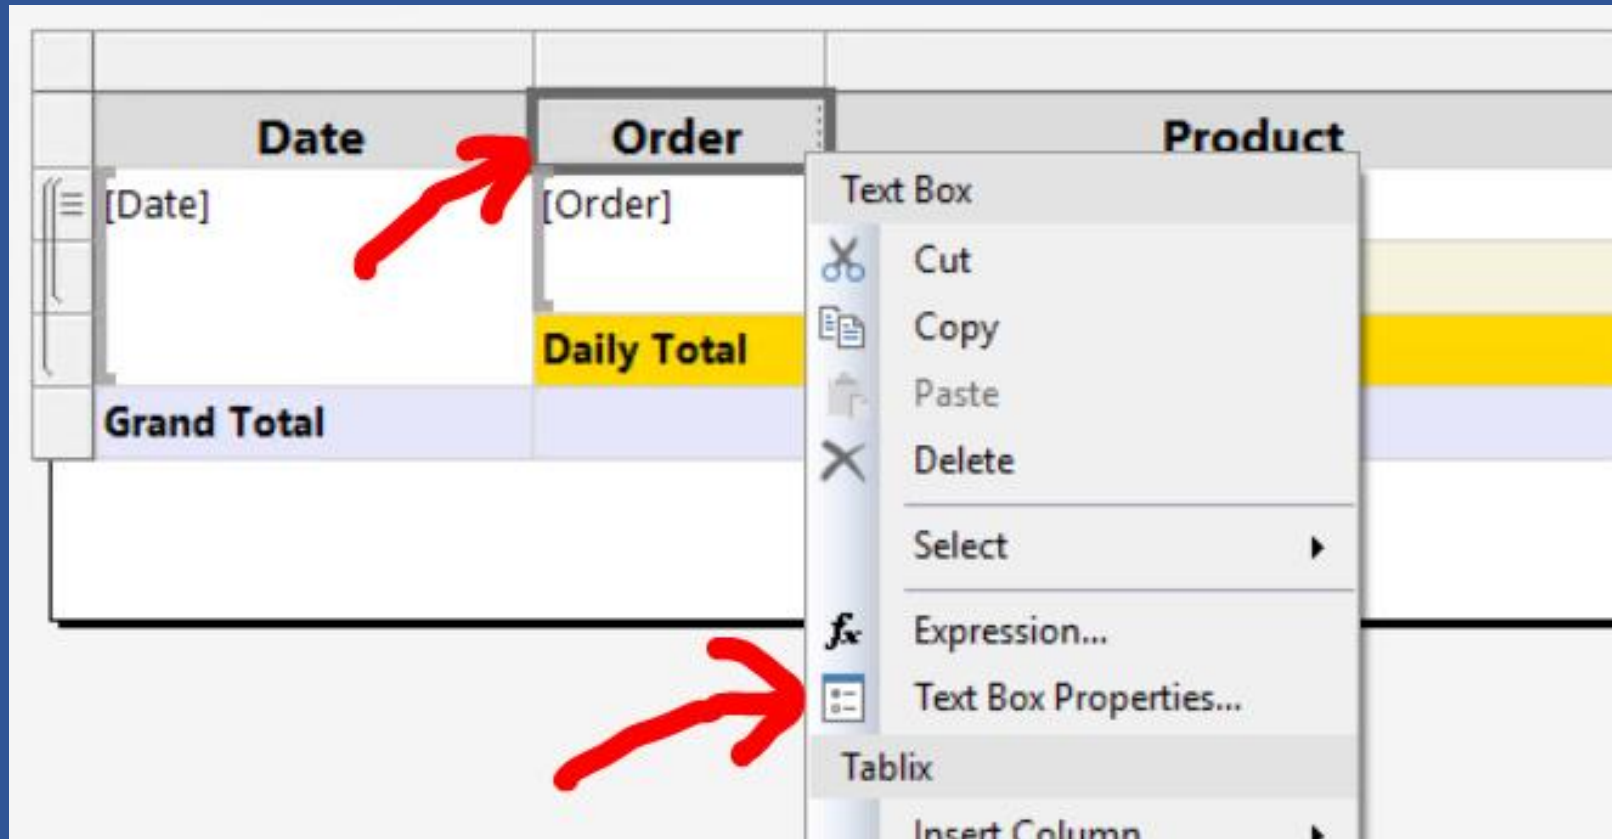 Date Order Product
[Date] [Order]
Daily Total
Grand Total
Text Box
Cut
Copy
Paste
Delete
Select
Expression...
Text Box Properties...
Tablix
Insert Column